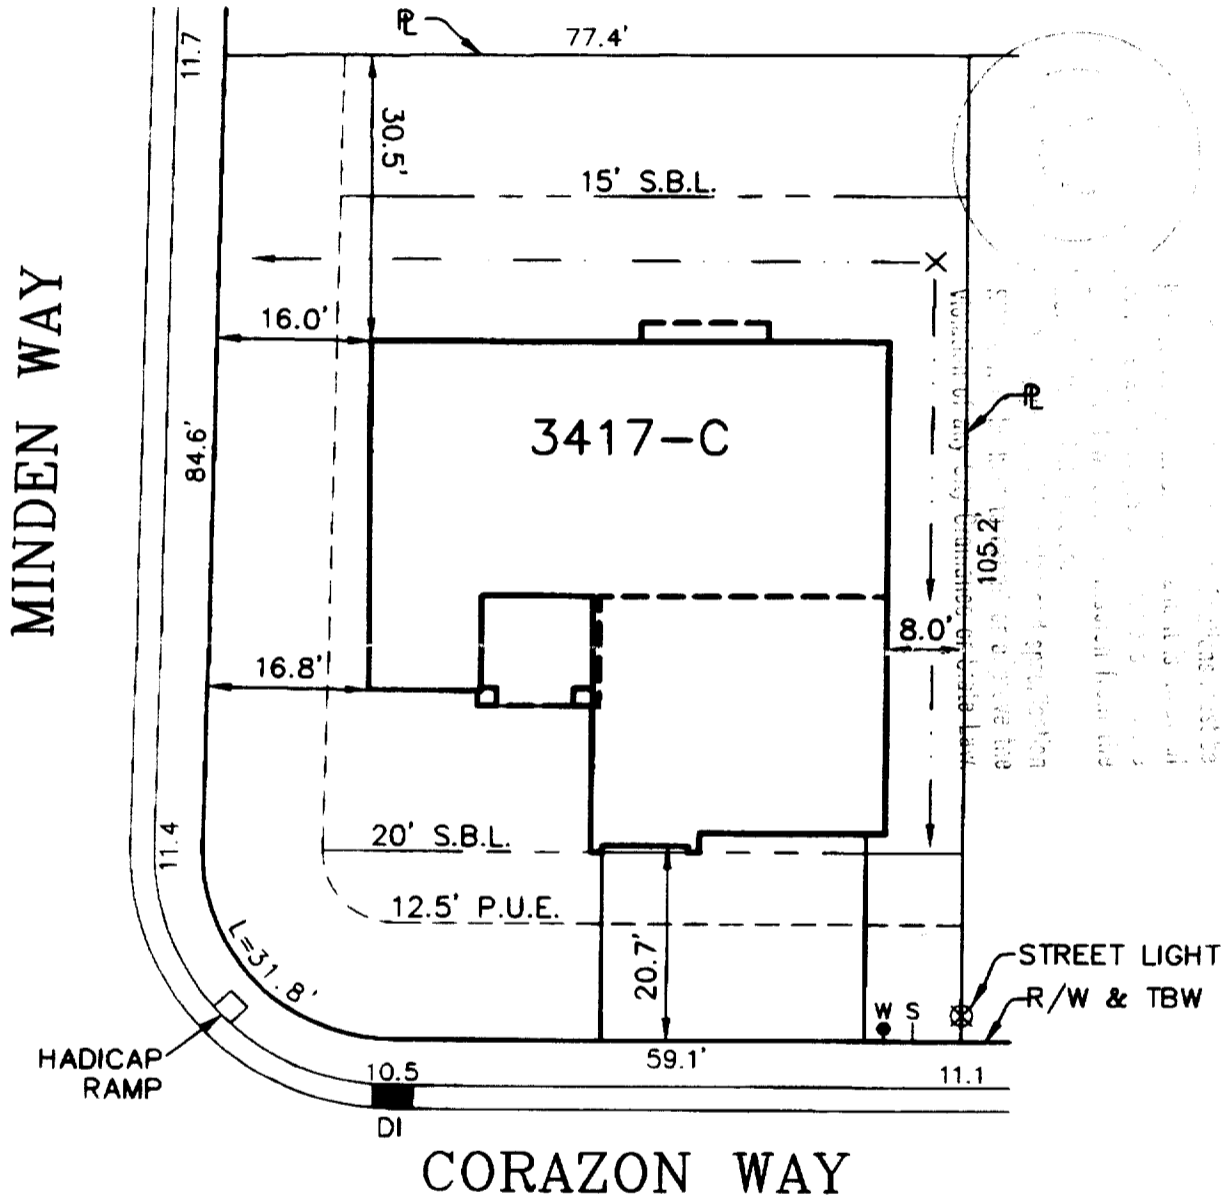 PL
77.4'
11.7
30.5'
15' S.B.L.
16.0'
MINDEN WAY
3417-C
PL
84.6'
105.2'
8.0'
16.8'
20' S.B.L.
11.4
12.5' P.U.E.
L=31.8'
20.7'
STREET LIGHT
W S
R/W & TBW
HADICAP
RAMP
10.5
59.1'
11.1
DI
CORAZON WAY